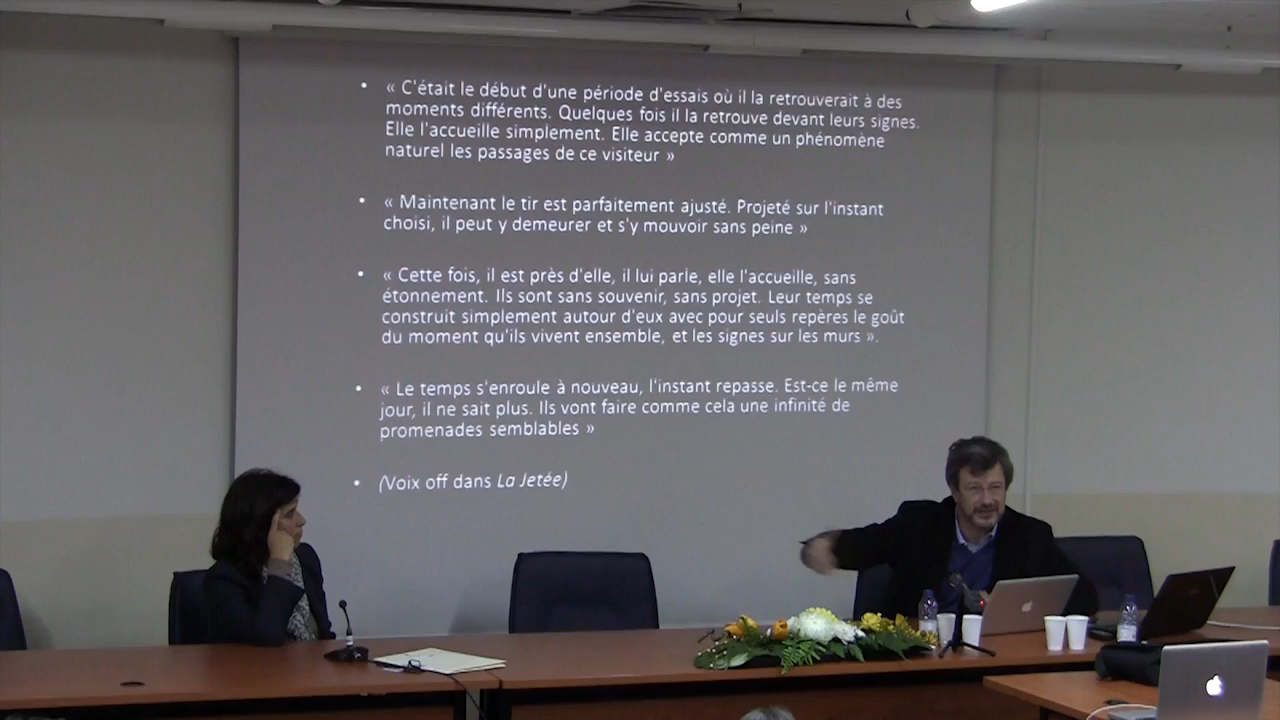 • « C'était le début d'une période d'essais où il la retrouverait à des
moments différents. Quelques fois il la retrouve devant leurs signes.
Elle l'accueille simplement. Elle accepte comme un phénomène
naturel les passages de ce visiteur »
• « Maintenant le tir est parfaitement ajusté. Projeté sur l'instant
choisi, il peut y demeurer et s'y mouvoir sans peine »
• « Cette fois, il est près d'elle, il lui parle, elle l'accueille, sans
étonnement. Ils sont sans souvenir, sans projet. Leur temps se
construit simplement autour d'eux avec pour seuls repères le goût
du moment qu'ils vivent ensemble, et les signes sur les murs ».
• « Le temps s'enroule à nouveau, l'instant repasse. Est-ce le même
jour, il ne sait plus. Ils vont faire comme cela une infinité de
promenades semblables »
• (Voix off dans La Jetée)